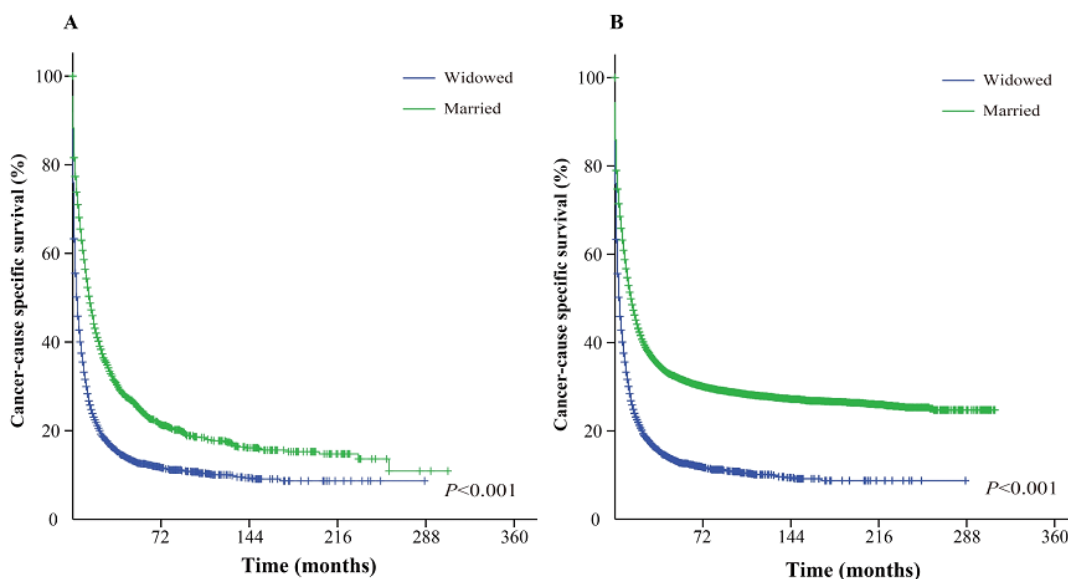 A
Cancer-cause specific survival (%)
100
80
60
40
20
0
72
144
216
288
360
Time (months)
Widowed
Married
P<0.001
B
Cancer-cause specific survival (%)
100
80
60
40
20
0
72
144
216
288
360
Time (months)
Widowed
Married
P<0.001